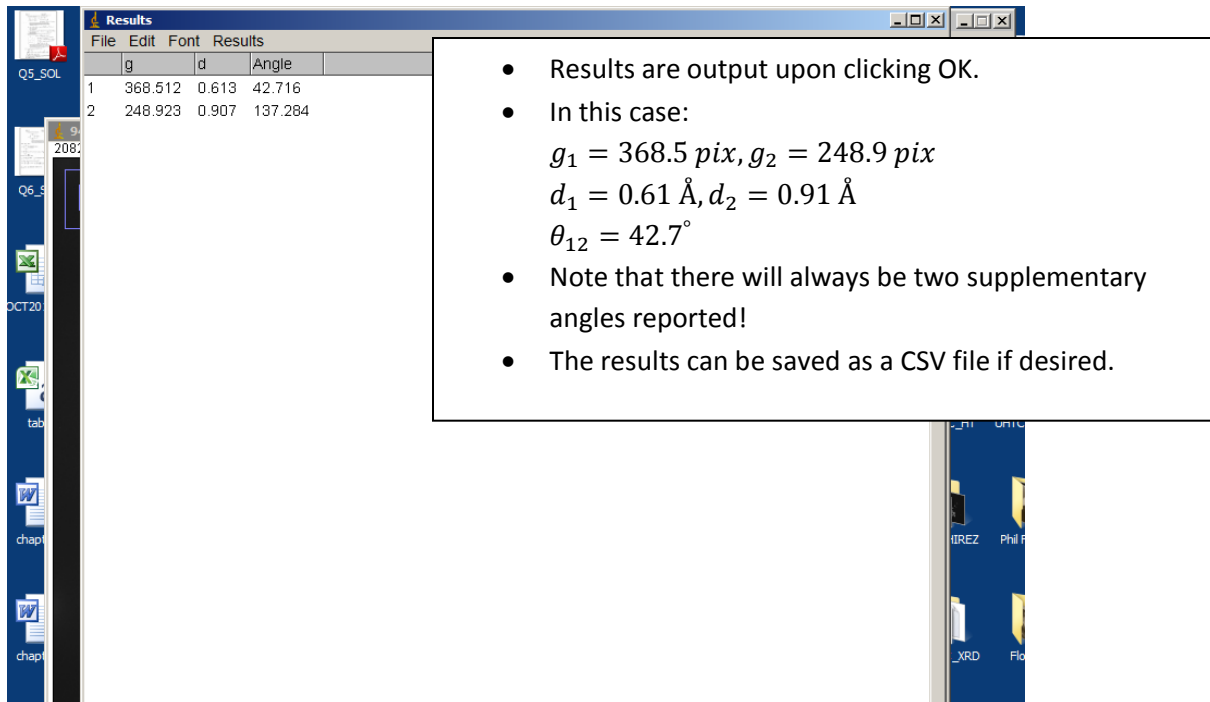 Results
File Edit Font Results
g d Angle
1 368.512 0.613 42.716
2 248.923 0.907 137.284
• Results are output upon clicking OK.
• In this case:
𝑔₁ = 368.5 𝑝𝑖𝑥, 𝑔₂ = 248.9 𝑝𝑖𝑥
𝑑₁ = 0.61 Å, 𝑑₂ = 0.91 Å
𝜃₁₂ = 42.7°
• Note that there will always be two supplementary
angles reported!
• The results can be saved as a CSV file if desired.
Q5_SOL
2082
Q6_S
OCT20
tab
chapt
chapt
HIREZ Phil F
_XRD Flo